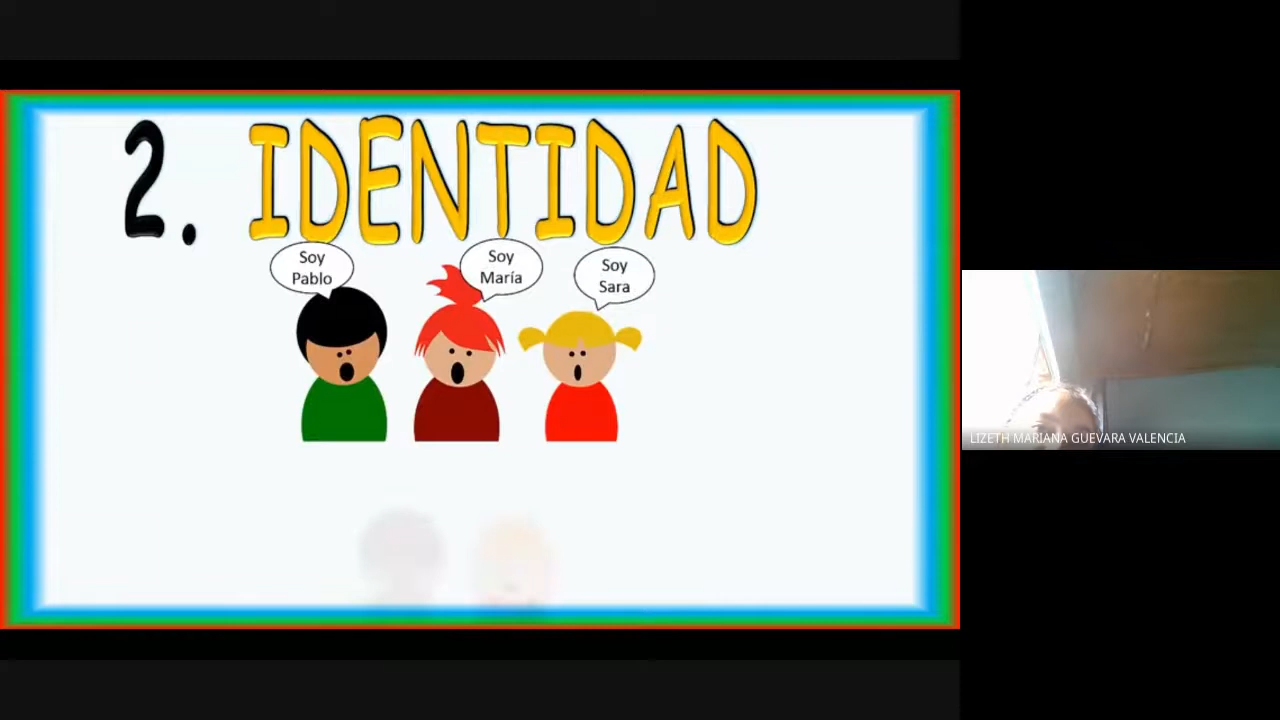 2. IDENTIDAD
Soy
Pablo
Soy
María
Soy
Sara
LIZETH MARIANA GUEVARA VALENCIA